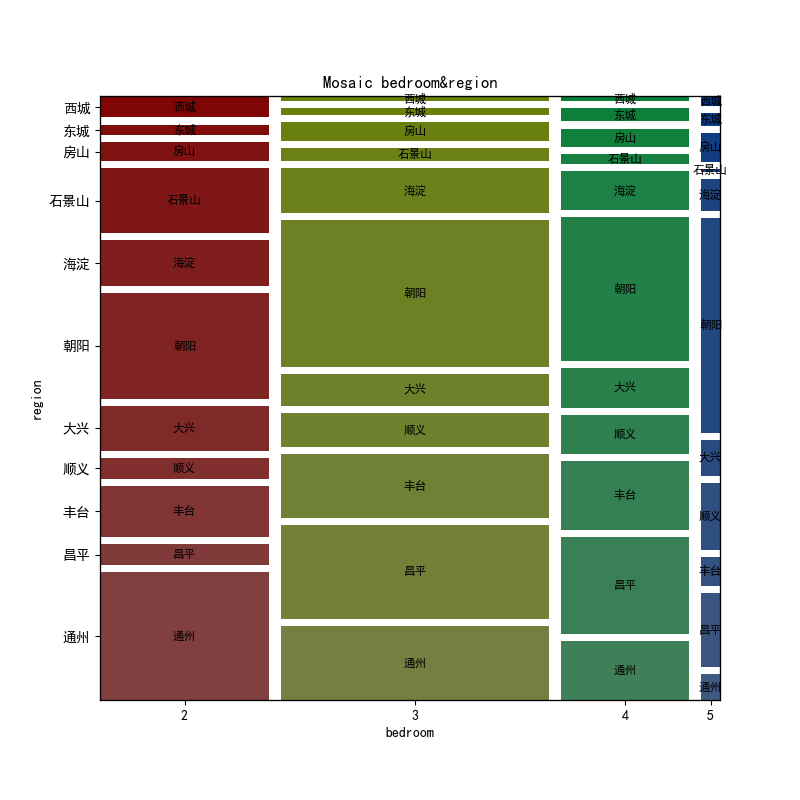 Mosaic bedroom&region
西城
东城
房山
石景山
海淀
朝阳
大兴
顺义
丰台
昌平
通州
region
西城
东城
房山
石景山
海淀
朝阳
大兴
顺义
丰台
昌平
通州
西城
东城
房山
石景山
海淀
朝阳
大兴
顺义
丰台
昌平
通州
西城
东城
房山
石景山
海淀
朝阳
大兴
顺义
丰台
昌平
通州
西城
东城
房山
石景山
海淀
朝阳
大兴
顺义
丰台
昌平
通州
2 3 4 5
bedroom